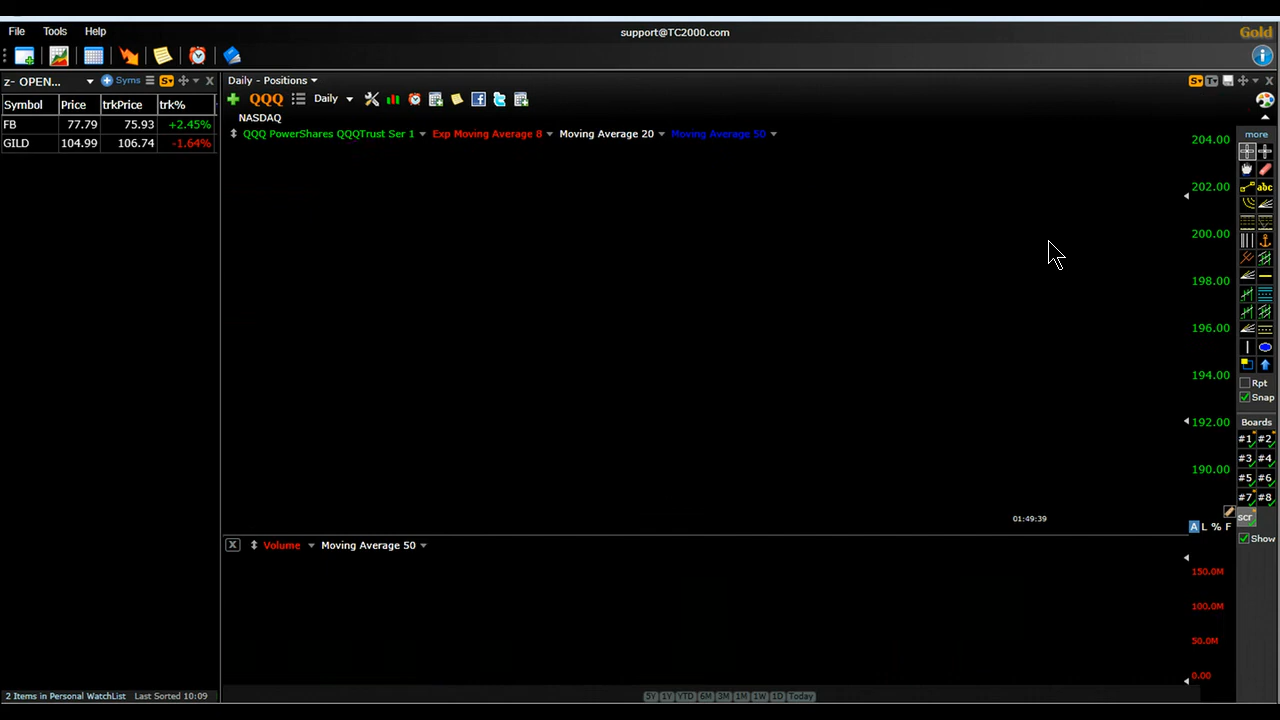 File Tools Help
support@TC2000.com
Gold
z- OPEN... Syms
Daily - Positions
S T
Symbol Price trkPrice trk%
FB 77.79 75.93 +2.45%
GILD 104.99 106.74 -1.64%
QQQ Daily
NASDAQ
QQQ PowerShares QQQTrust Ser 1 Exp Moving Average 8 Moving Average 20 Moving Average 50
204.00
202.00
200.00
198.00
196.00
194.00
192.00
190.00
01:49:39
A L % F
X Volume Moving Average 50
150.0M
100.0M
50.0M
0.00
more
abc
Rpt
Snap
Boards
#1 #2
#3 #4
#5 #6
#7 #8
scr
Show
2 Items in Personal WatchList Last Sorted 10:09
5Y 1Y YTD 6M 3M 1M 1W 1D Today